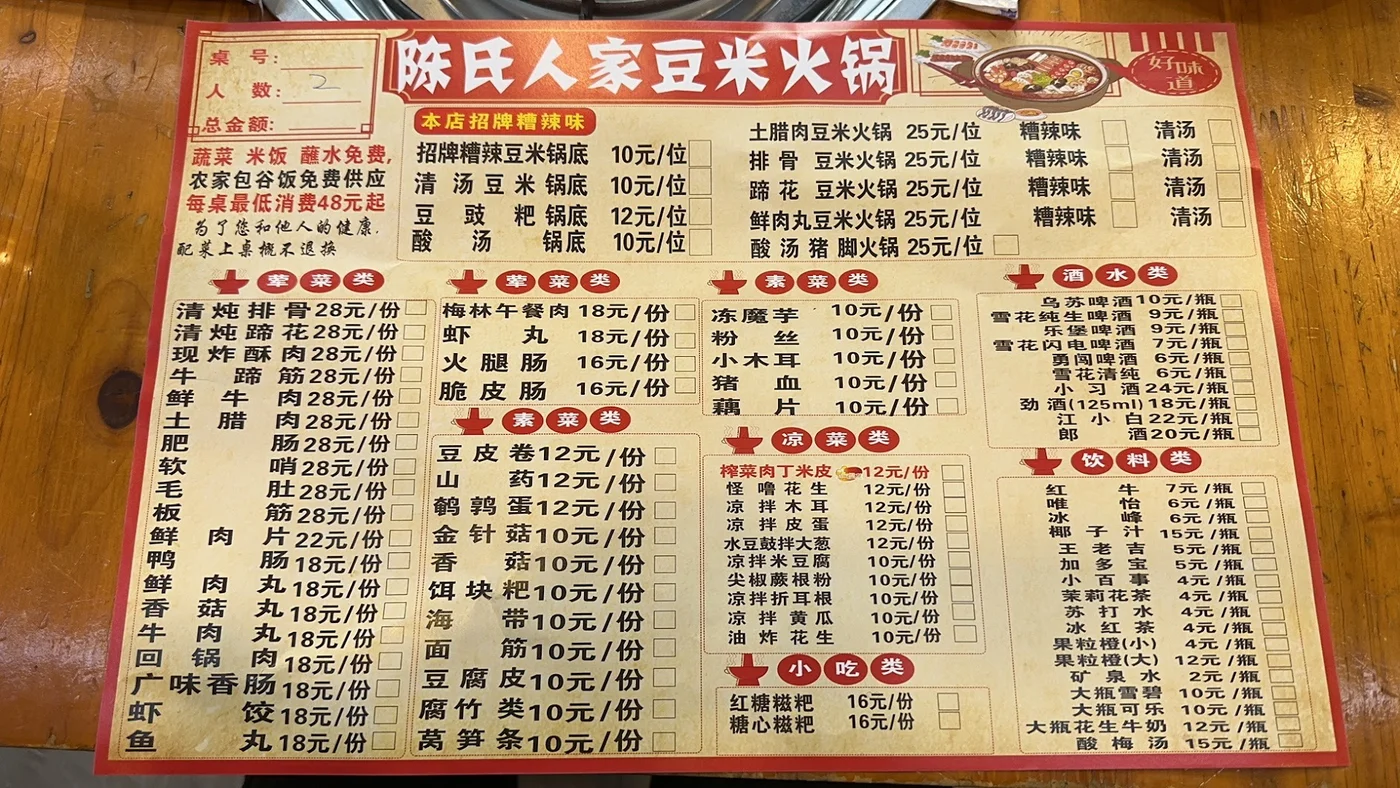 桌 号:
人 数: 2
总金额:
陈氏人家豆米火锅
好味道
蔬菜 米饭 蘸水免费,
农家包谷饭免费供应
每桌最低消费48元起
为了您和他人的健康.
配菜上桌概不退换
本店招牌糟辣味
招牌糟辣豆米锅底 10元/位
清汤豆米锅底 10元/位
豆豉粑锅底 12元/位
酸汤锅底 10元/位
土腊肉豆米火锅 25元/位 糟辣味 清汤
排骨 豆米火锅 25元/位 糟辣味 清汤
蹄花 豆米火锅 25元/位 糟辣味 清汤
鲜肉丸豆米火锅 25元/位 糟辣味 清汤
酸汤猪脚火锅 25元/位
荤菜类
清炖排骨 28元/份
清炖蹄花 28元/份
现炸酥肉 28元/份
牛蹄筋 28元/份
鲜牛肉 28元/份
土腊肉 28元/份
肥肠 28元/份
软哨 28元/份
毛肚 28元/份
板筋 28元/份
鲜肉片 22元/份
鸭肠 18元/份
鲜肉丸 18元/份
香菇丸 18元/份
牛肉丸 18元/份
回锅肉 18元/份
广味香肠 18元/份
虾饺 18元/份
鱼丸 18元/份
荤菜类
梅林午餐肉 18元/份
虾丸 18元/份
火腿肠 16元/份
脆皮肠 16元/份
素菜类
豆皮卷 12元/份
山药 12元/份
鹌鹑蛋 12元/份
金针菇 10元/份
香菇 10元/份
饵块粑 10元/份
海带 10元/份
面筋 10元/份
豆腐皮 10元/份
腐竹类 10元/份
莴笋条 10元/份
素菜类
冻魔芋 10元/份
粉丝 10元/份
小木耳 10元/份
猪血 10元/份
藕片 10元/份
凉菜类
榨菜肉丁米皮 12元/份
怪噜花生 12元/份
凉拌木耳 12元/份
凉拌皮蛋 12元/份
水豆鼓拌大葱 12元/份
凉拌米豆腐 10元/份
尖椒蕨根粉 10元/份
凉拌折耳根 10元/份
凉拌黄瓜 10元/份
油炸花生 10元/份
小吃类
红糖糍粑 16元/份
糖心糍粑 16元/份
酒水类
乌苏啤酒 10元/瓶
雪花纯生啤酒 9元/瓶
乐堡啤酒 9元/瓶
雪花闪电啤酒 7元/瓶
勇闯啤酒 6元/瓶
雪花清纯 6元/瓶
小习酒 24元/瓶
劲酒(125ml) 18元/瓶
江小白 22元/瓶
郎酒 20元/瓶
饮料类
红牛 7元/瓶
唯怡 6元/瓶
冰峰 6元/瓶
椰子汁 15元/瓶
王老吉 5元/瓶
加多宝 5元/瓶
小百事 4元/瓶
茉莉花茶 4元/瓶
苏打水 4元/瓶
冰红茶 4元/瓶
果粒橙(小) 4元/瓶
果粒橙(大) 12元/瓶
矿泉水 2元/瓶
大瓶雪碧 10元/瓶
大瓶可乐 10元/瓶
大瓶花生牛奶 12元/瓶
酸梅汤 15元/瓶